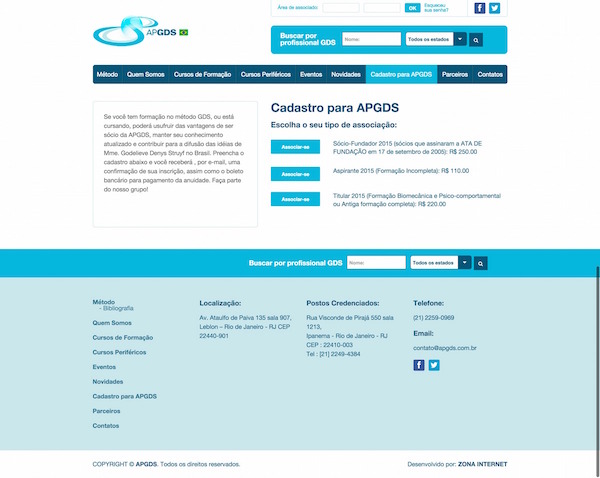 APGDS
Área de associado:
OK
Esqueceu
sua senha?
Buscar por
profissional GDS
Nome:
Todos os estados
Método
Quem Somos
Cursos de Formação
Cursos Periféricos
Eventos
Novidades
Cadastro para APGDS
Parceiros
Contatos
Se você tem formação no método GDS, ou está
cursando, poderá usufruir das vantagens de ser
sócio da APGDS, manter seu conhecimento
atualizado e contribuir para a difusão das idéias de
Mme. Godelieve Denys Struyf no Brasil. Preencha o
cadastro abaixo e você receberá , por e-mail, uma
confirmação de sua inscrição, assim como o boleto
bancário para pagamento da anuidade. Faça parte
do nosso grupo!
Cadastro para APGDS
Escolha o seu tipo de associação:
Associar-se
Sócio-Fundador 2015 (sócios que assinaram a ATA DE
FUNDAÇÃO em 17 de setembro de 2005): R$ 250.00
Associar-se
Aspirante 2015 (Formação Incompleta): R$ 110.00
Associar-se
Titular 2015 (Formação Biomecânica e Psico-comportamental
ou Antiga formação completa): R$ 220.00
Buscar por profissional GDS
Nome:
Todos os estados
Método
- Bibliografia
Quem Somos
Cursos de Formação
Cursos Periféricos
Eventos
Novidades
Cadastro para APGDS
Parceiros
Contatos
Localização:
Av. Ataulfo de Paiva 135 sala 907,
Leblon – Rio de Janeiro - RJ CEP
22440-901
Postos Credenciados:
Rua Visconde de Pirajá 550 sala
1213,
Ipanema - Rio de Janeiro - RJ
CEP : 22410-003
Tel : [21] 2249-4384
Telefone:
(21) 2259-0969
Email:
contato@apgds.com.br
COPYRIGHT © APGDS. Todos os direitos reservados.
Desenvolvido por: ZONA INTERNET